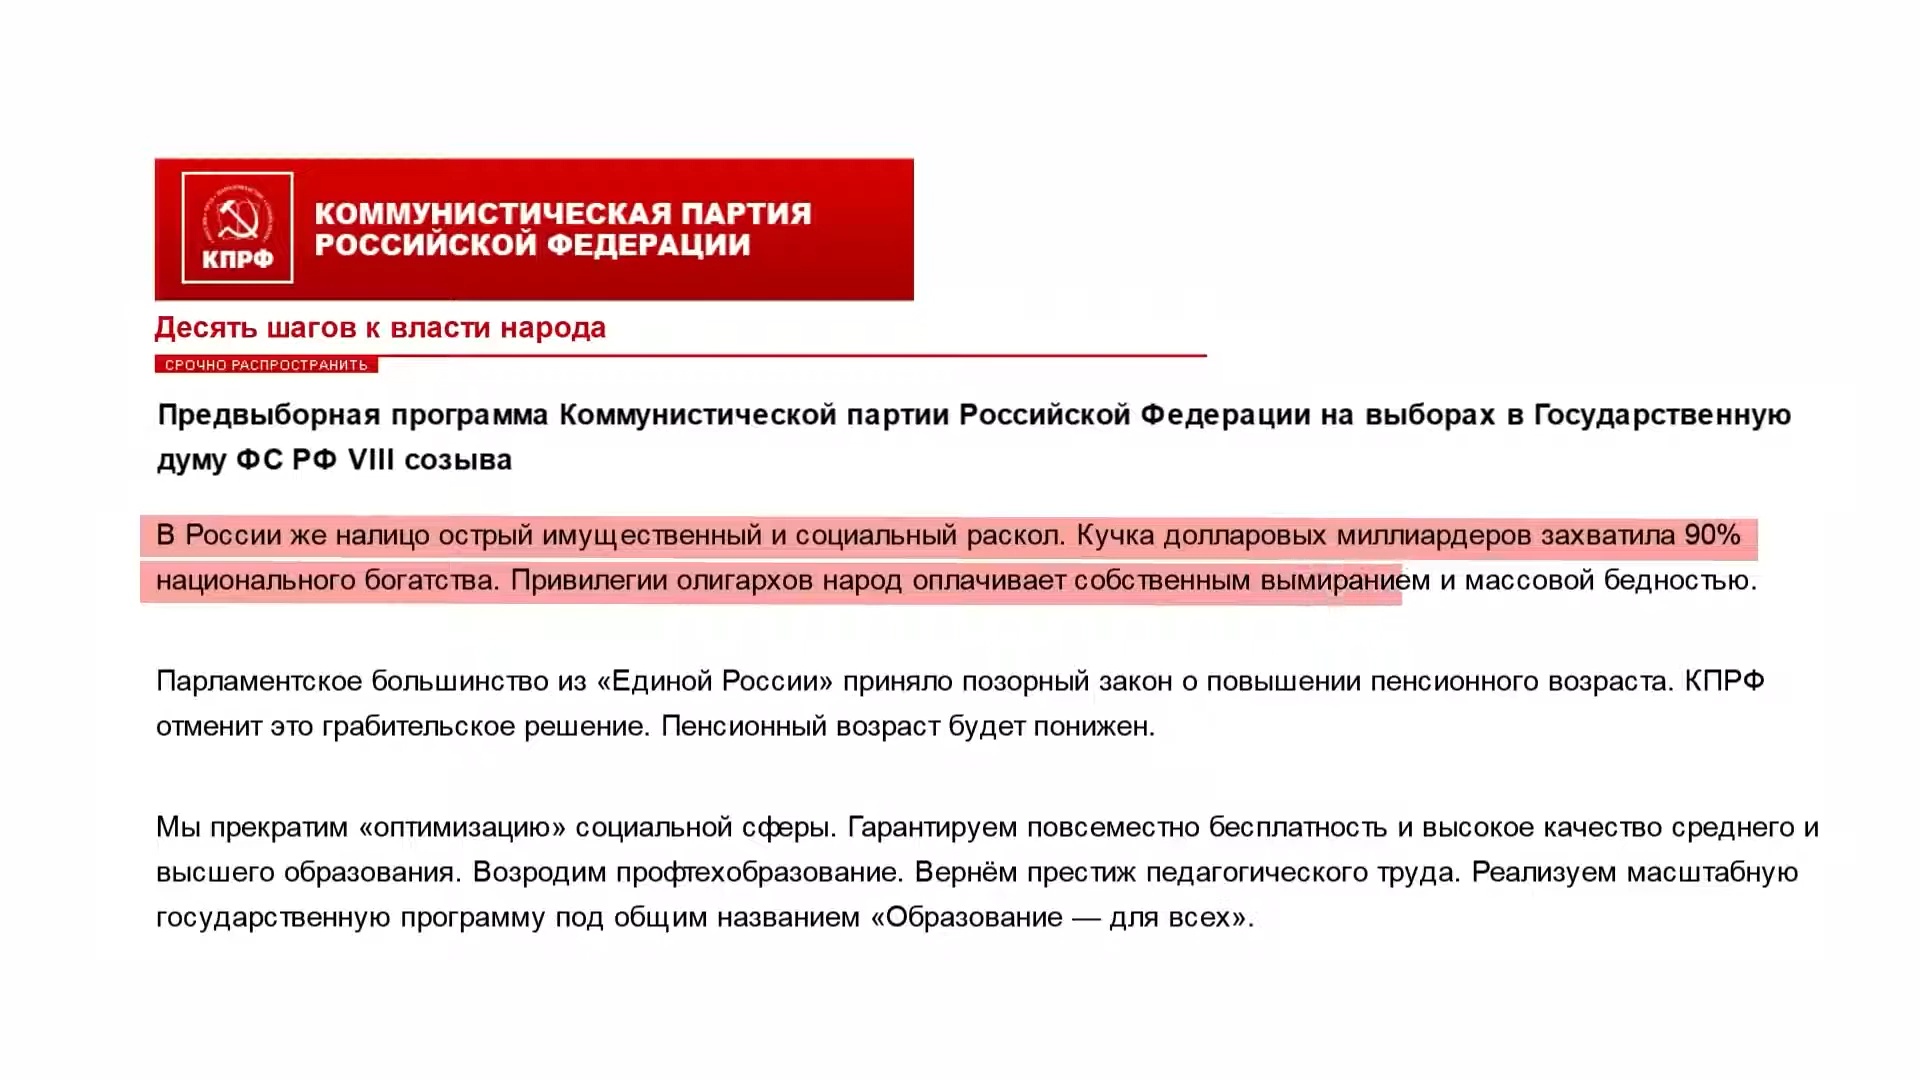 КОММУНИСТИЧЕСКАЯ ПАРТИЯ
РОССИЙСКОЙ ФЕДЕРАЦИИ
КПРФ
Десять шагов к власти народа
СРОЧНО РАСПРОСТРАНИТЬ
Предвыборная программа Коммунистической партии Российской Федерации на выборах в Государственную
думу ФС РФ VIII созыва
В России же налицо острый имущественный и социальный раскол. Кучка долларовых миллиардеров захватила 90%
национального богатства. Привилегии олигархов народ оплачивает собственным вымиранием и массовой бедностью.
Парламентское большинство из «Единой России» приняло позорный закон о повышении пенсионного возраста. КПРФ
отменит это грабительское решение. Пенсионный возраст будет понижен.
Мы прекратим «оптимизацию» социальной сферы. Гарантируем повсеместно бесплатность и высокое качество среднего и
высшего образования. Возродим профтехобразование. Вернём престиж педагогического труда. Реализуем масштабную
государственную программу под общим названием «Образование — для всех».